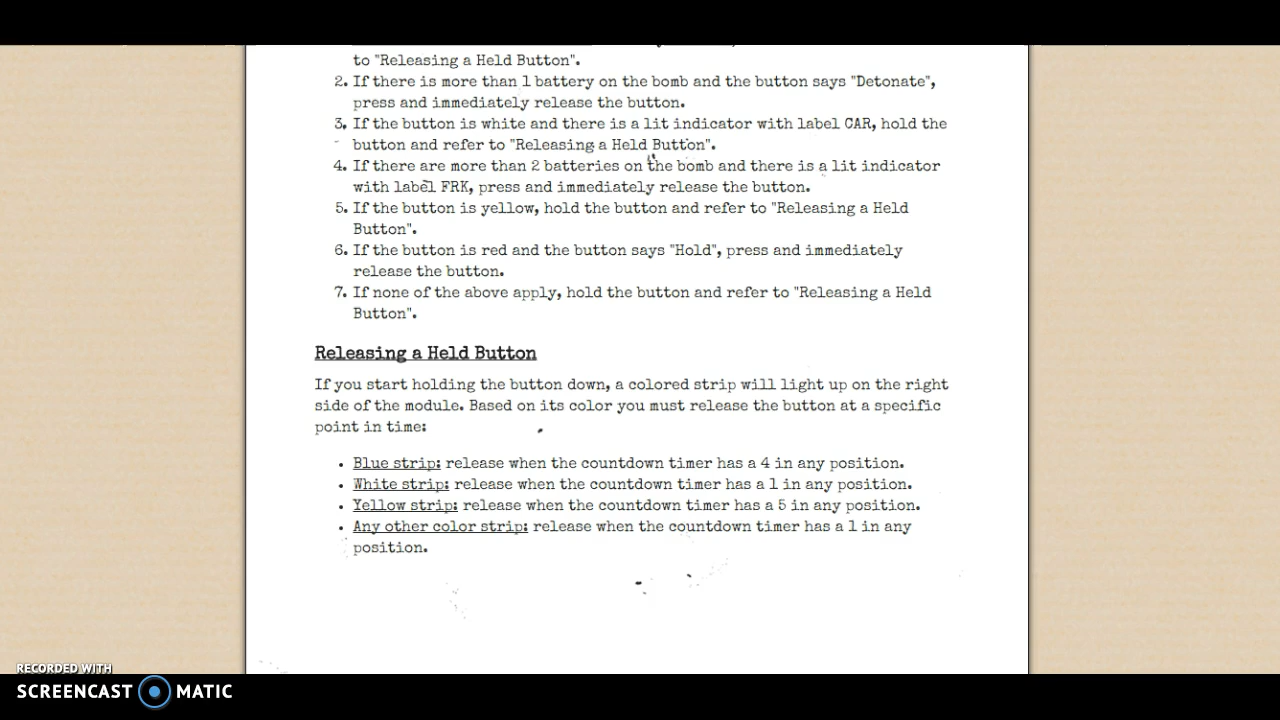 to "Releasing a Held Button".
2. If there is more than 1 battery on the bomb and the button says "Detonate",
press and immediately release the button.
3. If the button is white and there is a lit indicator with label CAR, hold the
button and refer to "Releasing a Held Button".
4. If there are more than 2 batteries on the bomb and there is a lit indicator
with label FRK, press and immediately release the button.
5. If the button is yellow, hold the button and refer to "Releasing a Held
Button".
6. If the button is red and the button says "Hold", press and immediately
release the button.
7. If none of the above apply, hold the button and refer to "Releasing a Held
Button".
Releasing a Held Button
If you start holding the button down, a colored strip will light up on the right
side of the module. Based on its color you must release the button at a specific
point in time:
• Blue strip: release when the countdown timer has a 4 in any position.
• White strip: release when the countdown timer has a 1 in any position.
• Yellow strip: release when the countdown timer has a 5 in any position.
• Any other color strip: release when the countdown timer has a 1 in any
position.
RECORDED WITH
SCREENCAST MATIC